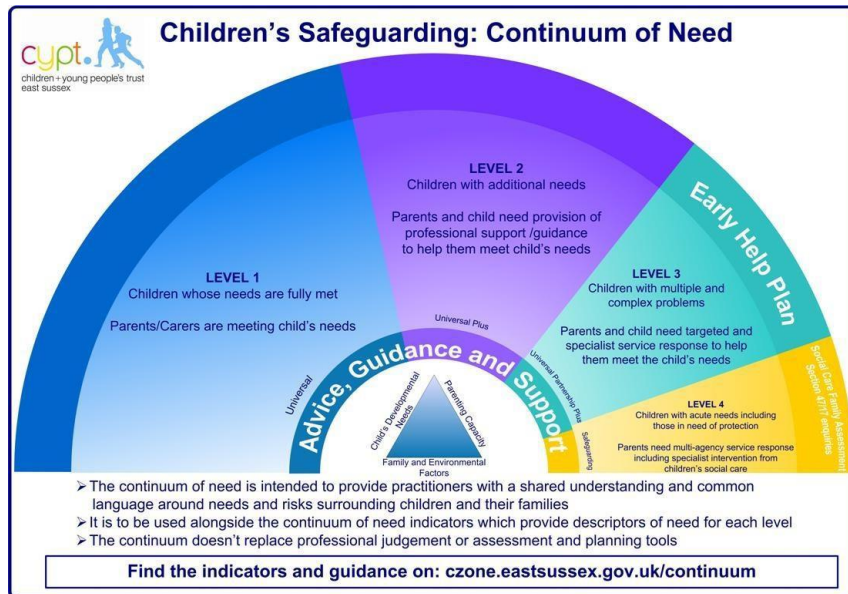 Children's Safeguarding: Continuum of Need
cypt.
children+young people's trust
east sussex
LEVEL 1
Children whose needs are fully met
Parents/Carers are meeting child's needs
LEVEL 2
Children with additional needs
Parents and child need provision of
professional support /guidance
to help them meet child's needs
Early Help Plan
LEVEL 3
Children with multiple and
complex problems
Parents and child need targeted and
specialist service response to help
them meet the child's needs
Social Care Family Assessment
Section 47/17 enquiries
LEVEL 4
Children with acute needs including
those in need of protection
Parents need multi-agency service response
including specialist intervention from
children's social care
Universal
Universal Plus
Universal Partnership Plus
Safeguarding
Advice, Guidance and Support
Child's Developmental
Needs
Parenting Capacity
Family and Environmental
Factors
➢ The continuum of need is intended to provide practitioners with a shared understanding and common
language around needs and risks surrounding children and their families
➢ It is to be used alongside the continuum of need indicators which provide descriptors of need for each level
➢ The continuum doesn't replace professional judgement or assessment and planning tools
Find the indicators and guidance on: czone.eastsussex.gov.uk/continuum